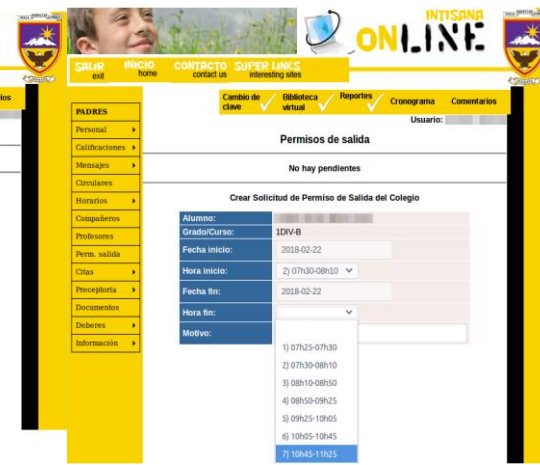 INTISANA
ONLINE
SALIR INICIO CONTACTO SUPER LINKS
exit home contact us interesting sites
ios
Cambio de clave Biblioteca virtual Reportes Cronograma Comentarios
Usuario:
PADRES
Personal
Calificaciones
Mensajes
Circulares
Horarios
Compañeros
Profesores
Perm. salida
Citas
Preceptoria
Documentos
Deberes
Información
Permisos de salida
No hay pendientes
Crear Solicitud de Permiso de Salida del Colegio
Alumno:
Grado/Curso: 1DIV-B
Fecha inicio: 2018-02-22
Hora inicio: 2) 07h30-08h10
Fecha fin: 2018-02-22
Hora fin:
Motivo:
1) 07h25-07h30
2) 07h30-08h10
3) 08h10-08h50
4) 08h50-09h25
5) 09h25-10h05
6) 10h05-10h45
7) 10h45-11h25